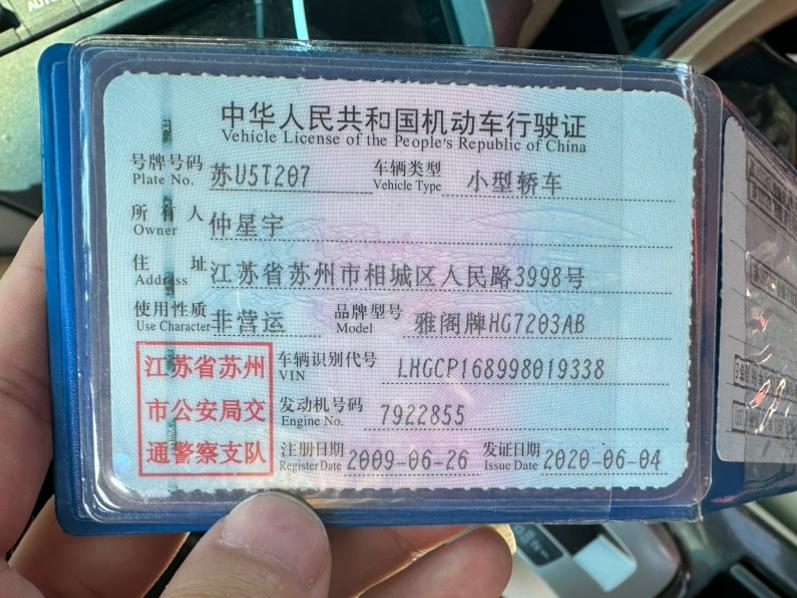 中华人民共和国机动车行驶证
Vehicle License of the People's Republic of China
号牌号码 苏U5T207 车辆类型 小型轿车
Plate No. Vehicle Type
所有人 仲星宇
Owner
住址 江苏省苏州市相城区人民路3998号
Address
使用性质 非营运 品牌型号 雅阁牌HG7203AB
Use Character Model
江苏省苏州 车辆识别代号 LHGCP168998019338
VIN
市公安局交 发动机号码 7922855
Engine No.
通警察支队 注册日期 2009-06-26 发证日期 2020-06-04
Register Date Issue Date